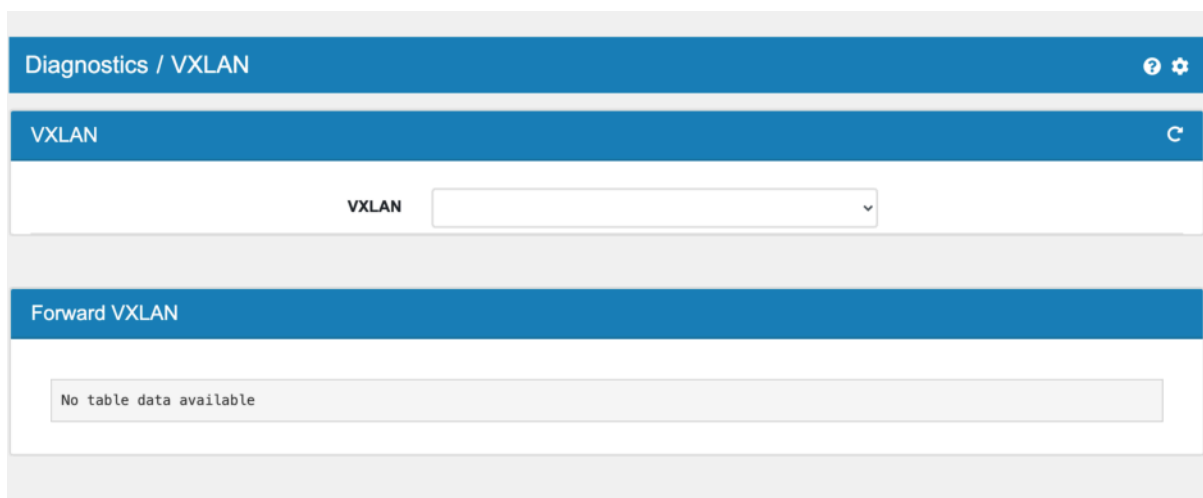 Diagnostics / VXLAN
VXLAN
VXLAN
Forward VXLAN
No table data available